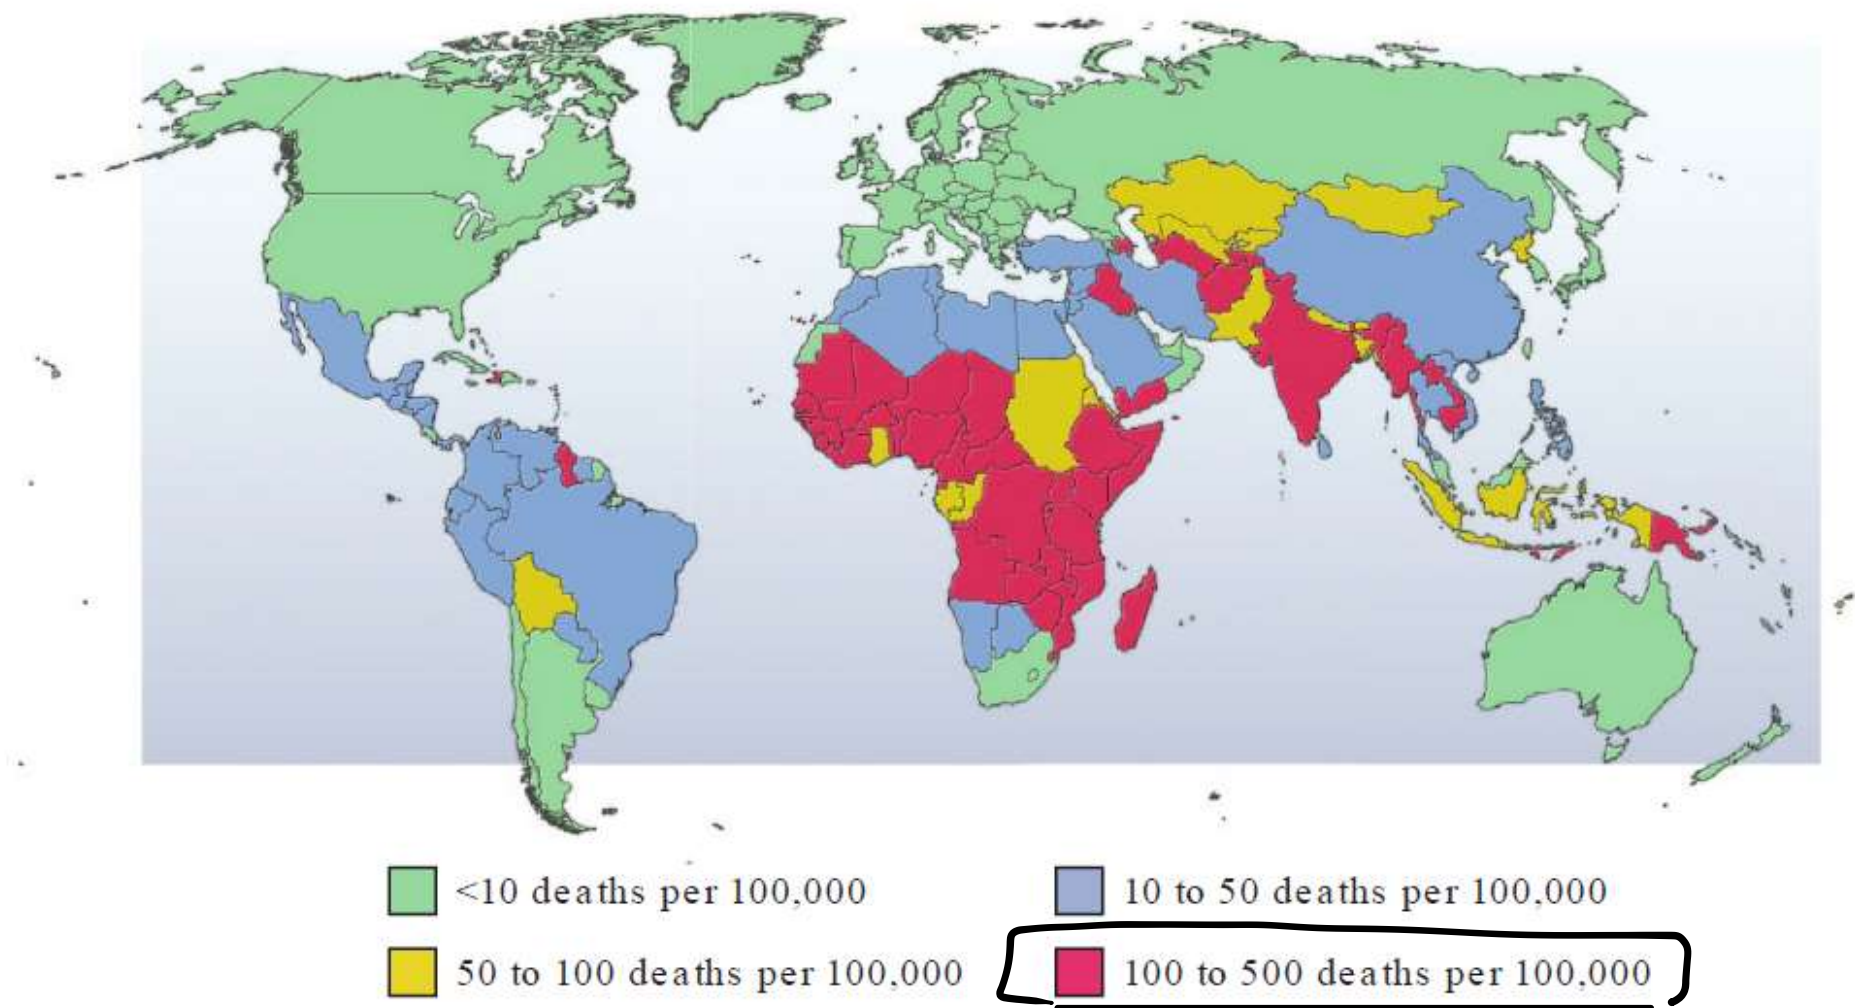 <10 deaths per 100,000
10 to 50 deaths per 100,000
50 to 100 deaths per 100,000
100 to 500 deaths per 100,000